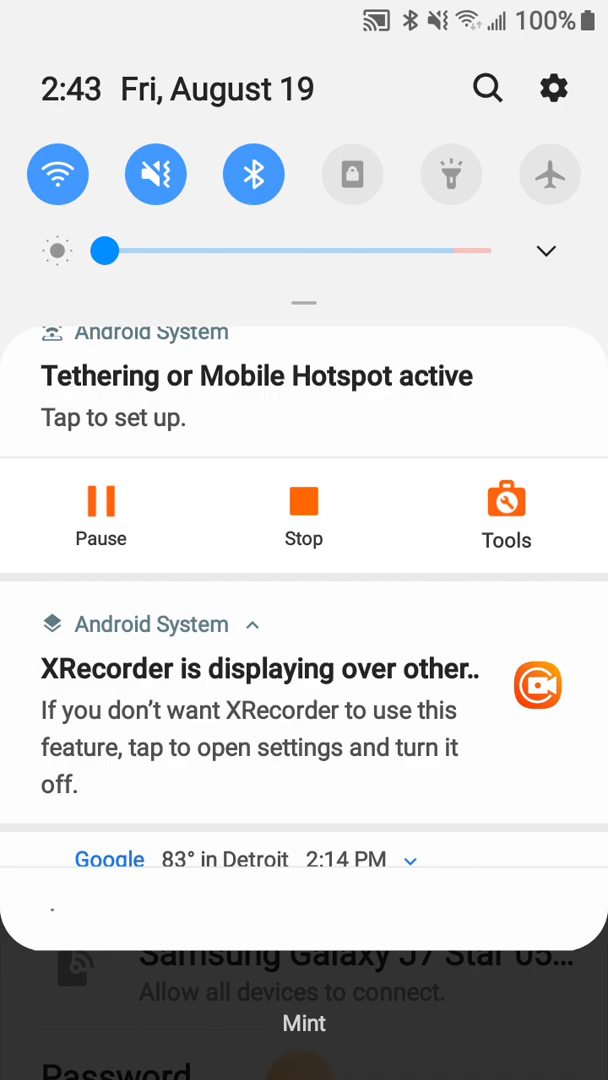 100%
2:43 Fri, August 19
Android System
Tethering or Mobile Hotspot active
Tap to set up.
Pause Stop Tools
Android System
XRecorder is displaying over other..
If you don’t want XRecorder to use this
feature, tap to open settings and turn it
off.
Google 83° in Detroit 2:14 PM
Samsung Galaxy J7 Star 05...
Allow all devices to connect.
Mint
Password